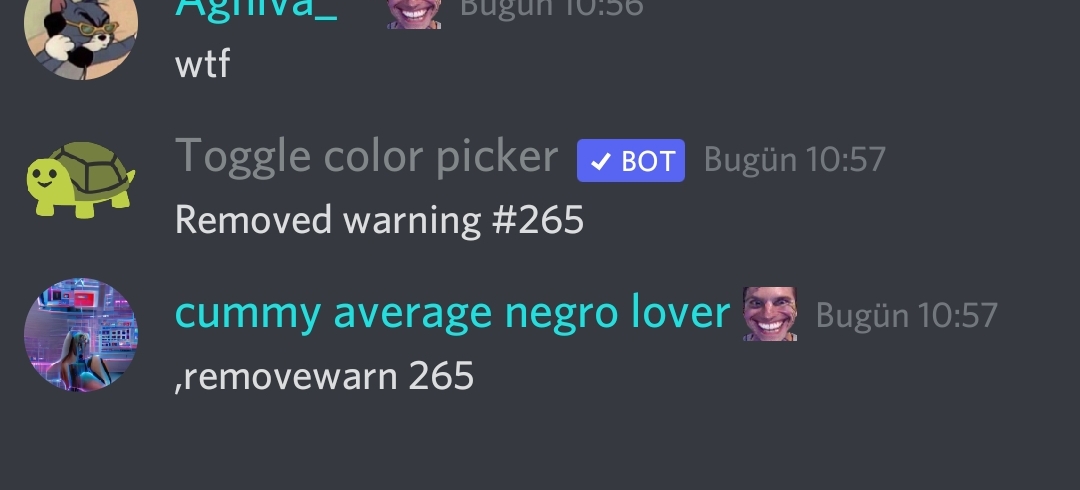 Agniva_ Bugün 10:56
wtf
Toggle color picker ✓ BOT Bugün 10:57
Removed warning #265
cummy average negro lover Bugün 10:57
,removewarn 265